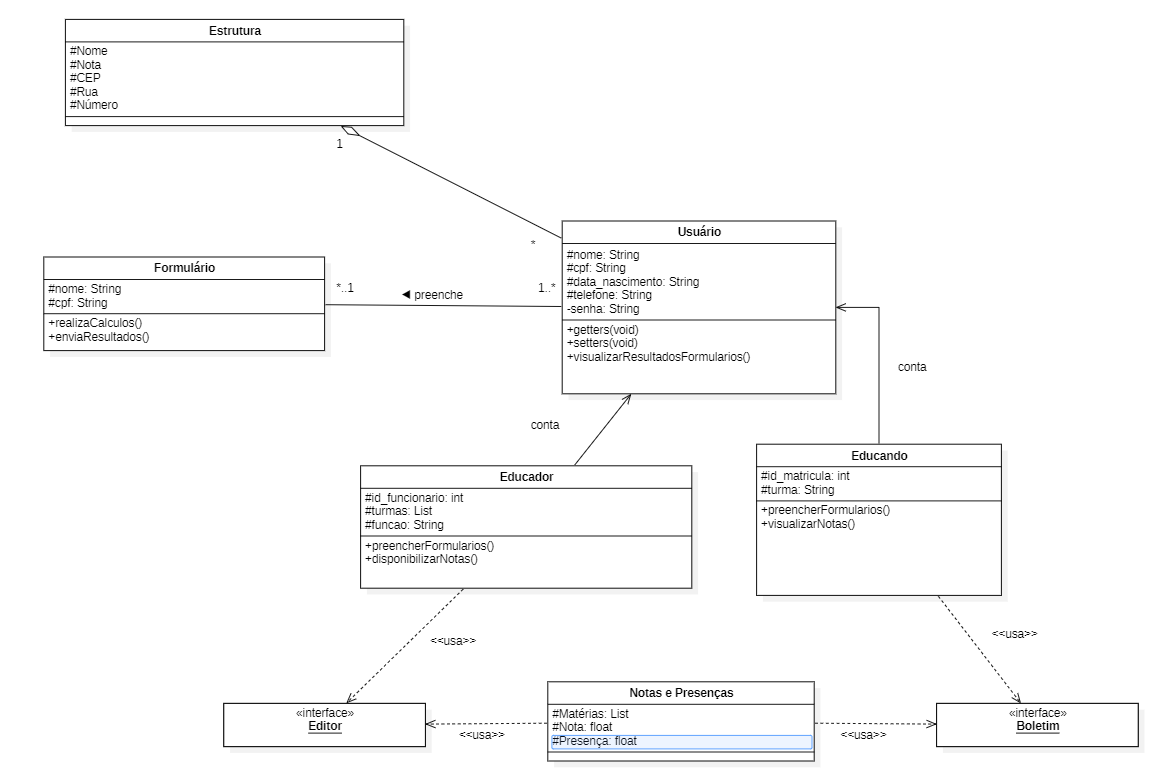 Estrutura
#Nome
#Nota
#CEP
#Rua
#Número
1
*
Usuário
#nome: String
#cpf: String
#data_nascimento: String
#telefone: String
-senha: String
+getters(void)
+setters(void)
+visualizarResultadosFormularios()
Formulário
#nome: String
#cpf: String
+realizaCalculos()
+enviaResultados()
*..1
◀ preenche
1..*
conta
conta
Educador
#id_funcionario: int
#turmas: List
#funcao: String
+preencherFormularios()
+disponibilizarNotas()
Educando
#id_matricula: int
#turma: String
+preencherFormularios()
+visualizarNotas()
<<usa>>
<<usa>>
«interface»
Editor
<<usa>>
Notas e Presenças
#Matérias: List
#Nota: float
#Presença: float
<<usa>>
«interface»
Boletim